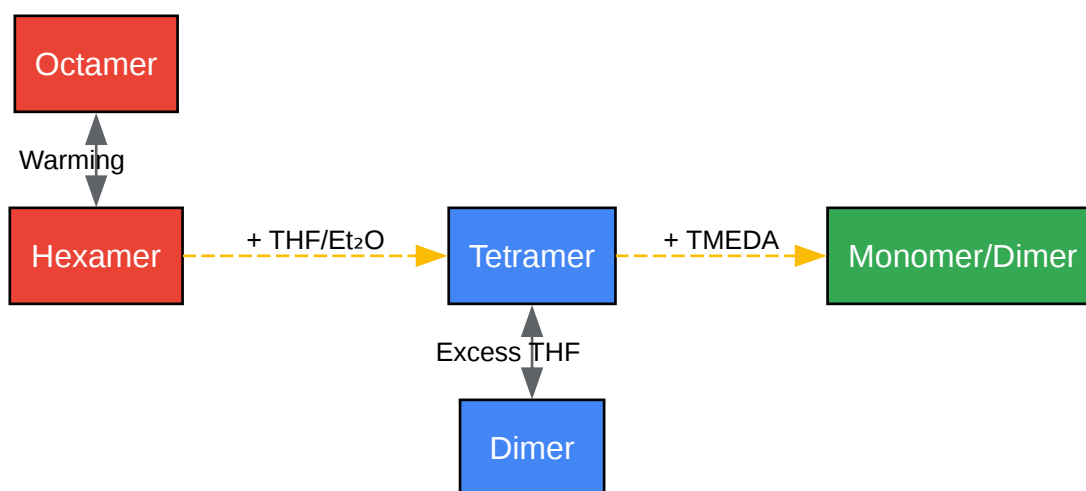 Octamer
Warming
Hexamer
+ THF/Et₂O
Tetramer
+ TMEDA
Monomer/Dimer
Excess THF
Dimer